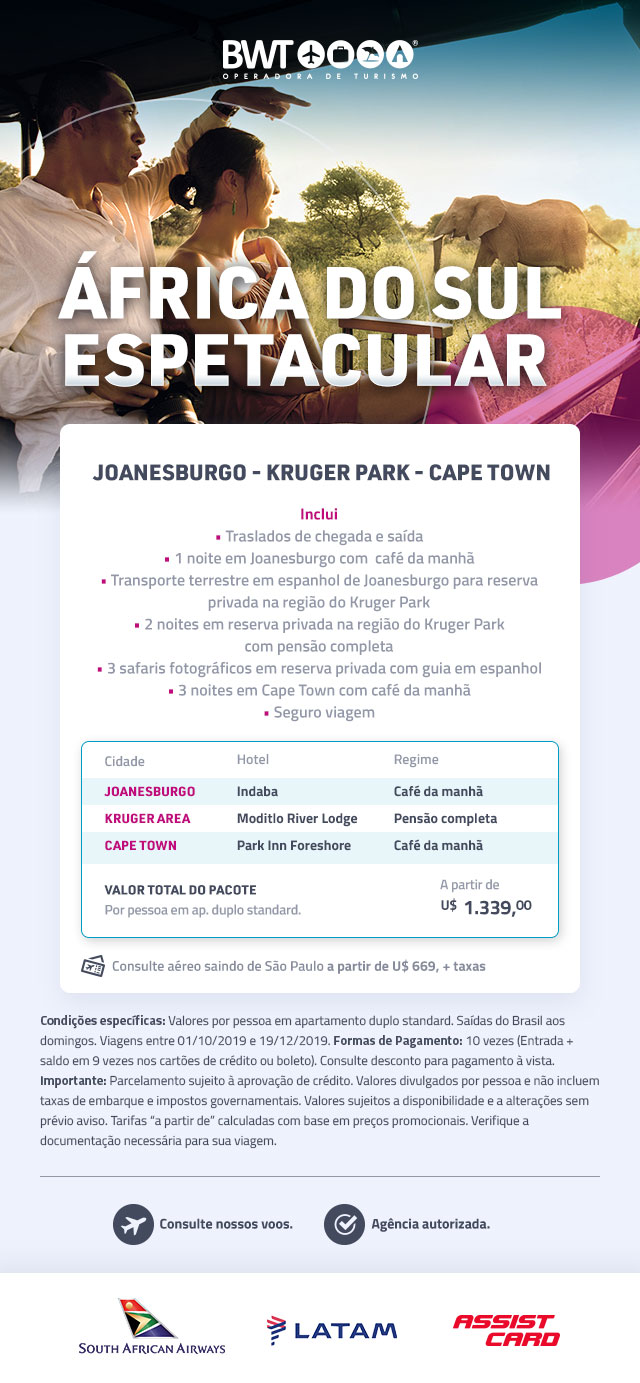 BWT
OPERADORA DE TURISMO
ÁFRICA DO SUL
ESPETACULAR
JOANESBURGO - KRUGER PARK - CAPE TOWN
Inclui
▪ Traslados de chegada e saída
▪ 1 noite em Joanesburgo com café da manhã
▪ Transporte terrestre em espanhol de Joanesburgo para reserva
privada na região do Kruger Park
▪ 2 noites em reserva privada na região do Kruger Park
com pensão completa
▪ 3 safaris fotográficos em reserva privada com guia em espanhol
▪ 3 noites em Cape Town com café da manhã
▪ Seguro viagem
Cidade Hotel Regime
JOANESBURGO Indaba Café da manhã
KRUGER AREA Moditlo River Lodge Pensão completa
CAPE TOWN Park Inn Foreshore Café da manhã
VALOR TOTAL DO PACOTE
Por pessoa em ap. duplo standard.
A partir de
U$ 1.339,00
Consulte aéreo saindo de São Paulo a partir de U$ 669, + taxas
Condições específicas: Valores por pessoa em apartamento duplo standard. Saídas do Brasil aos
domingos. Viagens entre 01/10/2019 e 19/12/2019. Formas de Pagamento: 10 vezes (Entrada +
saldo em 9 vezes nos cartões de crédito ou boleto). Consulte desconto para pagamento à vista.
Importante: Parcelamento sujeito à aprovação de crédito. Valores divulgados por pessoa e não incluem
taxas de embarque e impostos governamentais. Valores sujeitos a disponibilidade e a alterações sem
prévio aviso. Tarifas “a partir de” calculadas com base em preços promocionais. Verifique a
documentação necessária para sua viagem.
Consulte nossos voos. Agência autorizada.
SOUTH AFRICAN AIRWAYS
LATAM
ASSIST
CARD